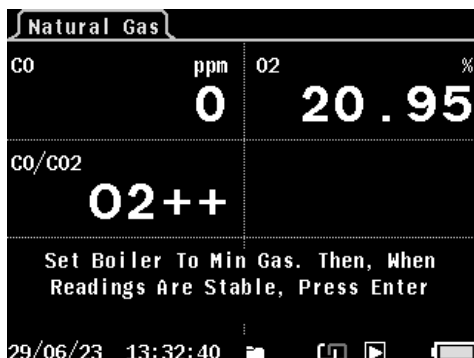 Natural Gas
CO ppm O2 %
0 20.95
CO/CO2
O2++
Set Boiler To Min Gas. Then, When
Readings Are Stable, Press Enter
29/06/23 13:32:40